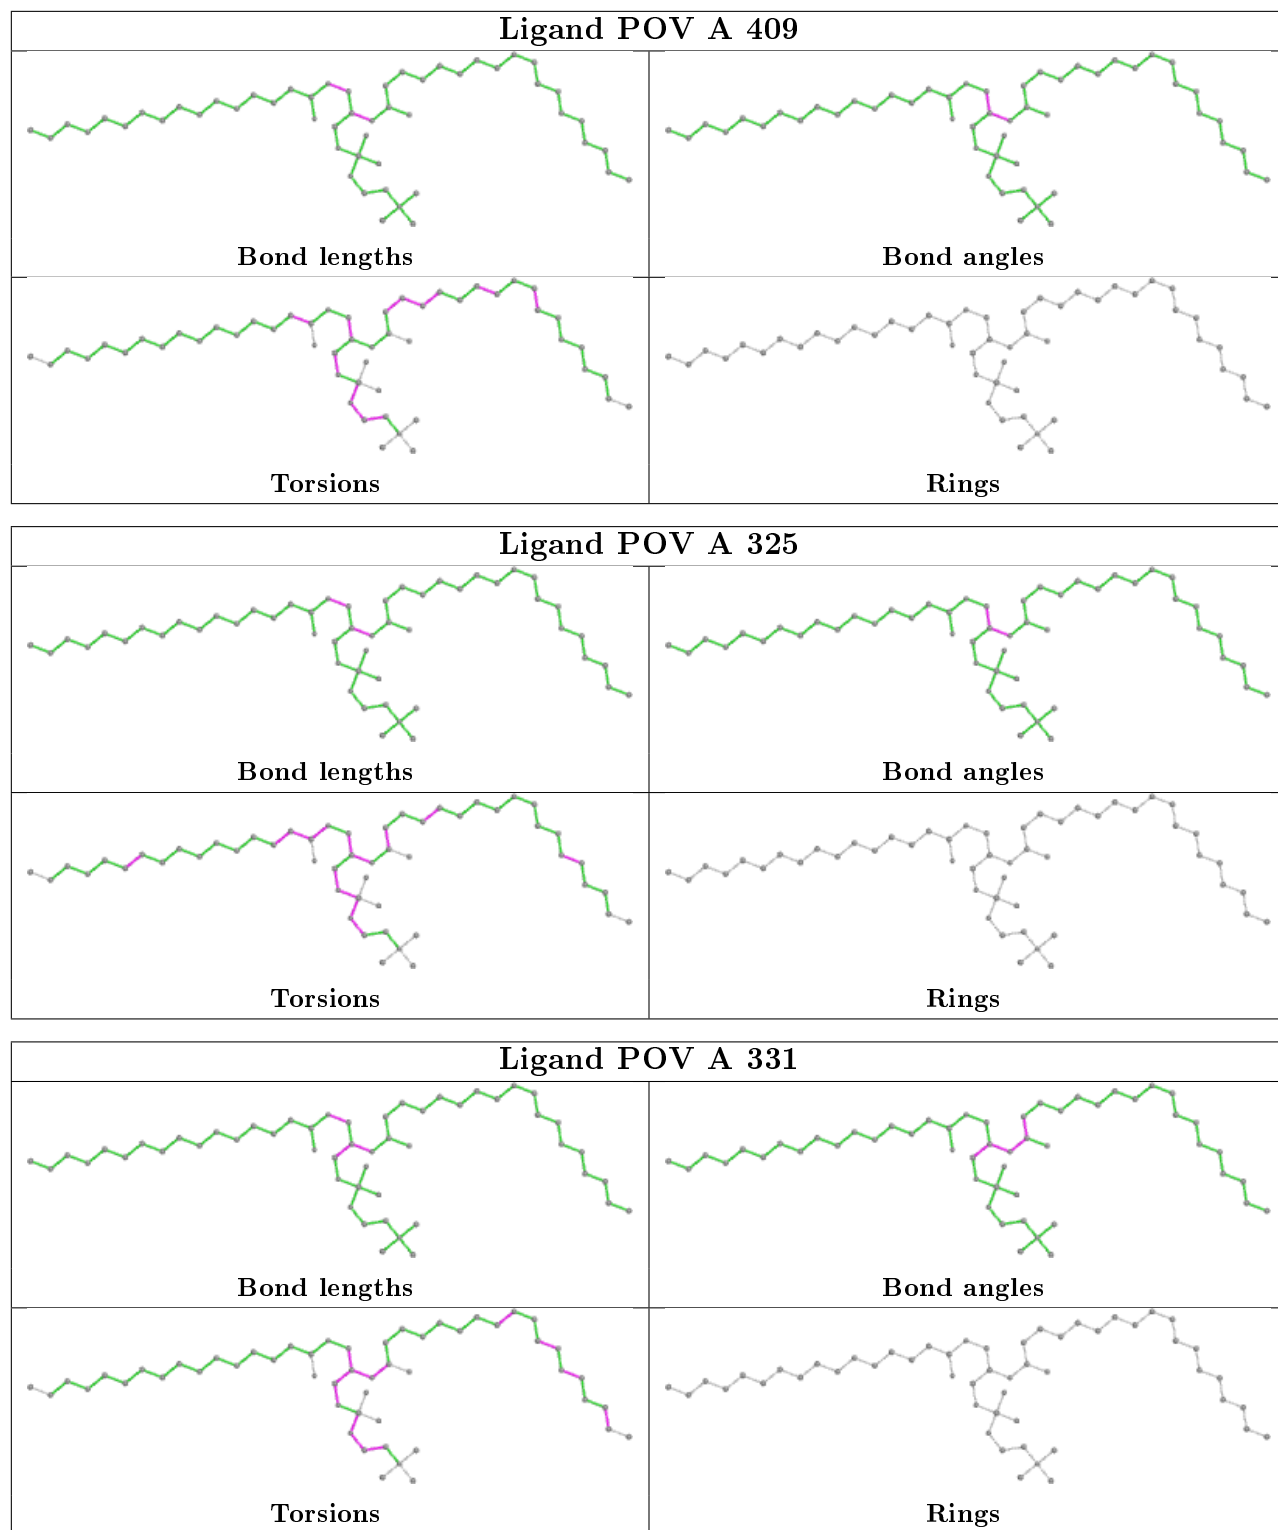 Ligand POV A 409
Bond lengths
Bond angles
Torsions
Rings
Ligand POV A 325
Bond lengths
Bond angles
Torsions
Rings
Ligand POV A 331
Bond lengths
Bond angles
Torsions
Rings